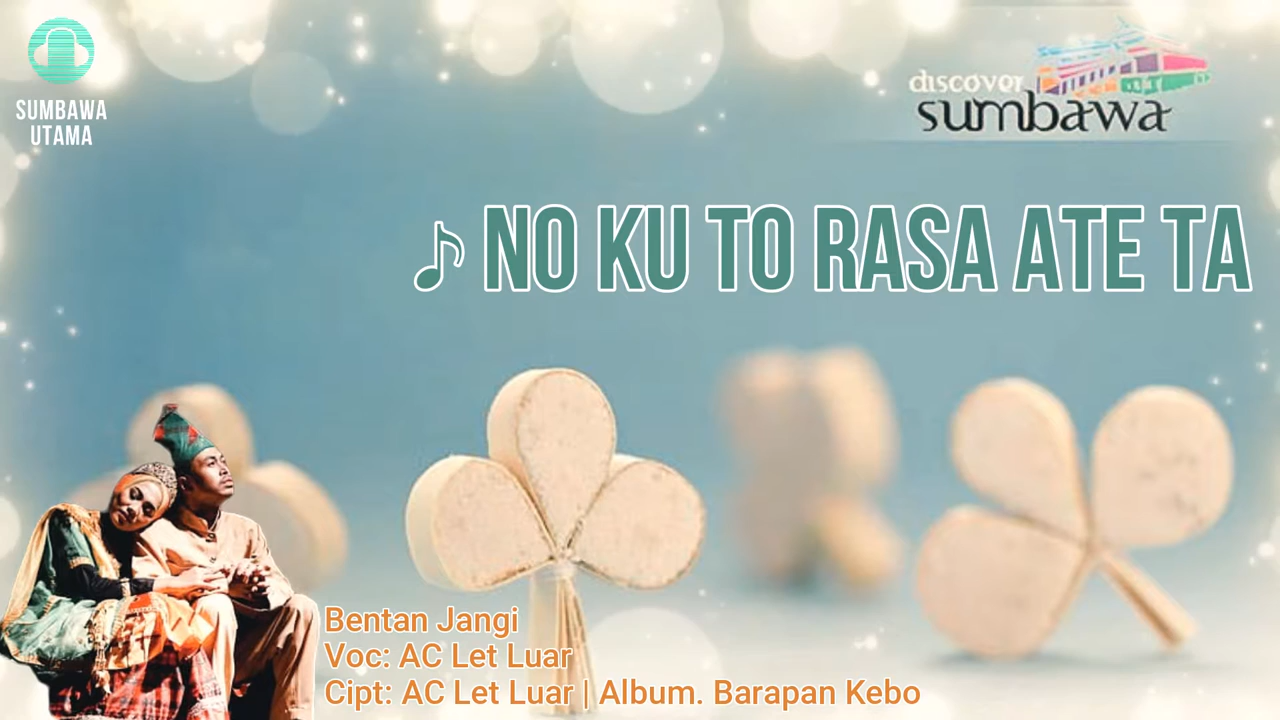 SUMBAWA
UTAMA
discover
sumbawa
♪ NO KU TO RASA ATE TA
Bentan Jangi
Voc: AC Let Luar
Cipt: AC Let Luar | Album. Barapan Kebo